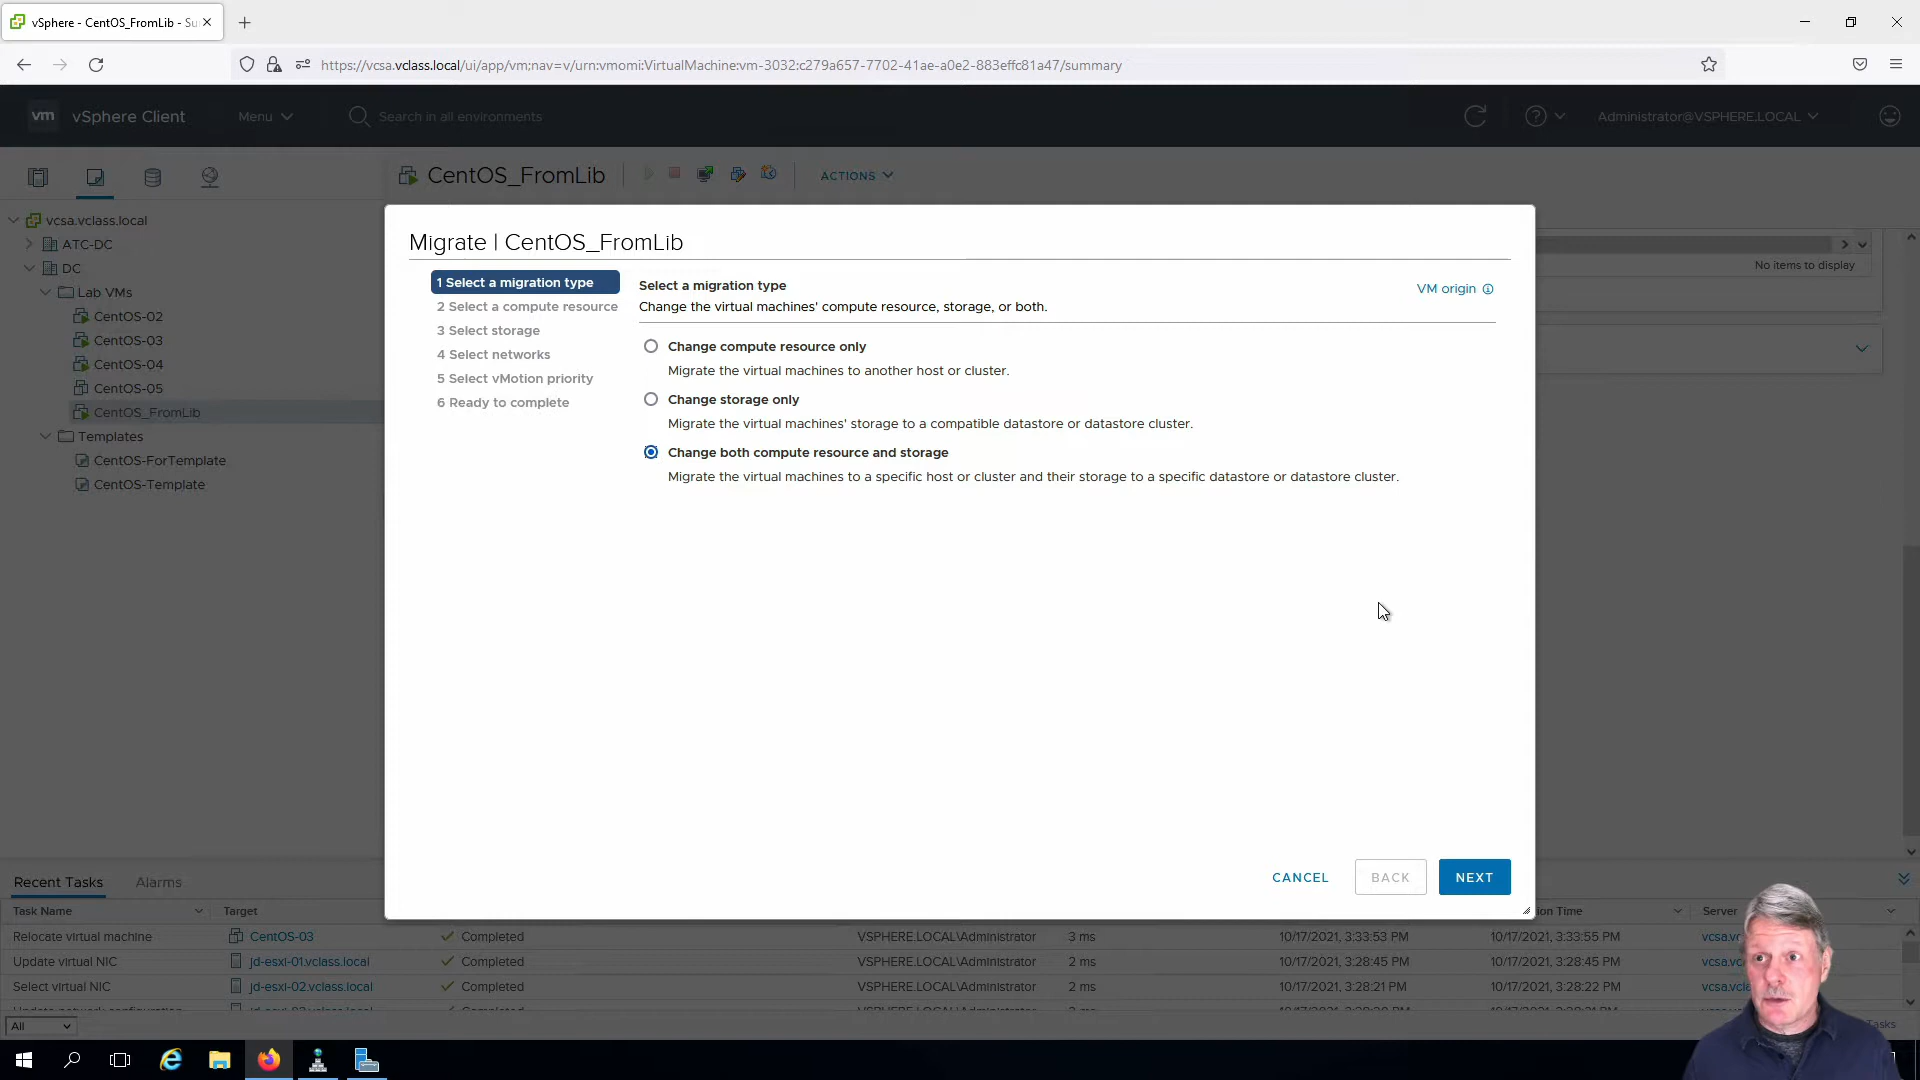 vSphere - CentOS_FromLib - Su
https://vcsa.vclass.local/ui/app/vm;nav=v/urn:vmomi:VirtualMachine:vm-3032:c279a657-7702-41ae-a0e2-883effc81a47/summary
vm vSphere Client Menu Search in all environments Administrator@VSPHERE.LOCAL
CentOS_FromLib ACTIONS
vcsa.vclass.local
ATC-DC
DC
Lab VMs
CentOS-02
CentOS-03
CentOS-04
CentOS-05
CentOS_FromLib
Templates
CentOS-ForTemplate
CentOS-Template
No items to display
Migrate | CentOS_FromLib
1 Select a migration type
2 Select a compute resource
3 Select storage
4 Select networks
5 Select vMotion priority
6 Ready to complete
Select a migration type
VM origin
Change the virtual machines' compute resource, storage, or both.
Change compute resource only
Migrate the virtual machines to another host or cluster.
Change storage only
Migrate the virtual machines' storage to a compatible datastore or datastore cluster.
Change both compute resource and storage
Migrate the virtual machines to a specific host or cluster and their storage to a specific datastore or datastore cluster.
CANCEL BACK NEXT
Recent Tasks Alarms
Task Name Target ion Time Server
Relocate virtual machine CentOS-03 Completed VSPHERE.LOCAL\Administrator 3 ms 10/17/2021, 3:33:53 PM 10/17/2021, 3:33:55 PM vcsa.v
Update virtual NIC jd-esxi-01.vclass.local Completed VSPHERE.LOCAL\Administrator 2 ms 10/17/2021, 3:28:45 PM 10/17/2021, 3:28:45 PM vcsa.vc
Select virtual NIC jd-esxi-02.vclass.local Completed VSPHERE.LOCAL\Administrator 2 ms 10/17/2021, 3:28:21 PM 10/17/2021, 3:28:22 PM vcsa.vcle
All